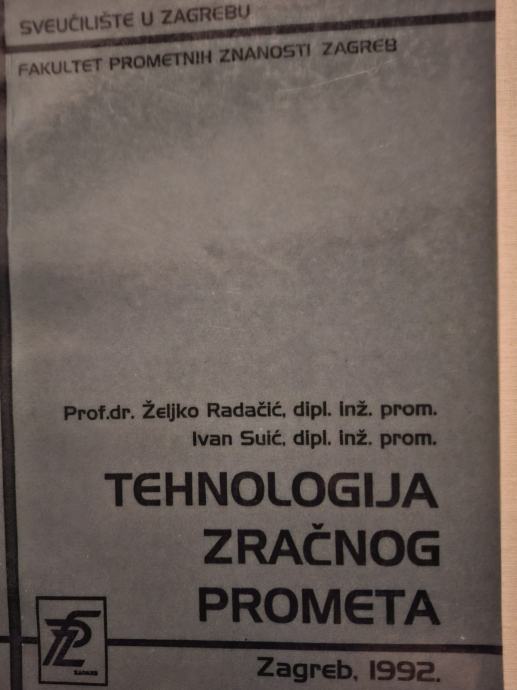 SVEUČILIŠTE U ZAGREBU
FAKULTET PROMETNIH ZNANOSTI ZAGREB
Prof.dr. Željko Radačić, dipl. inž. prom.
Ivan Suić, dipl. inž. prom.
TEHNOLOGIJA
ZRAČNOG
PROMETA
Zagreb, 1992.